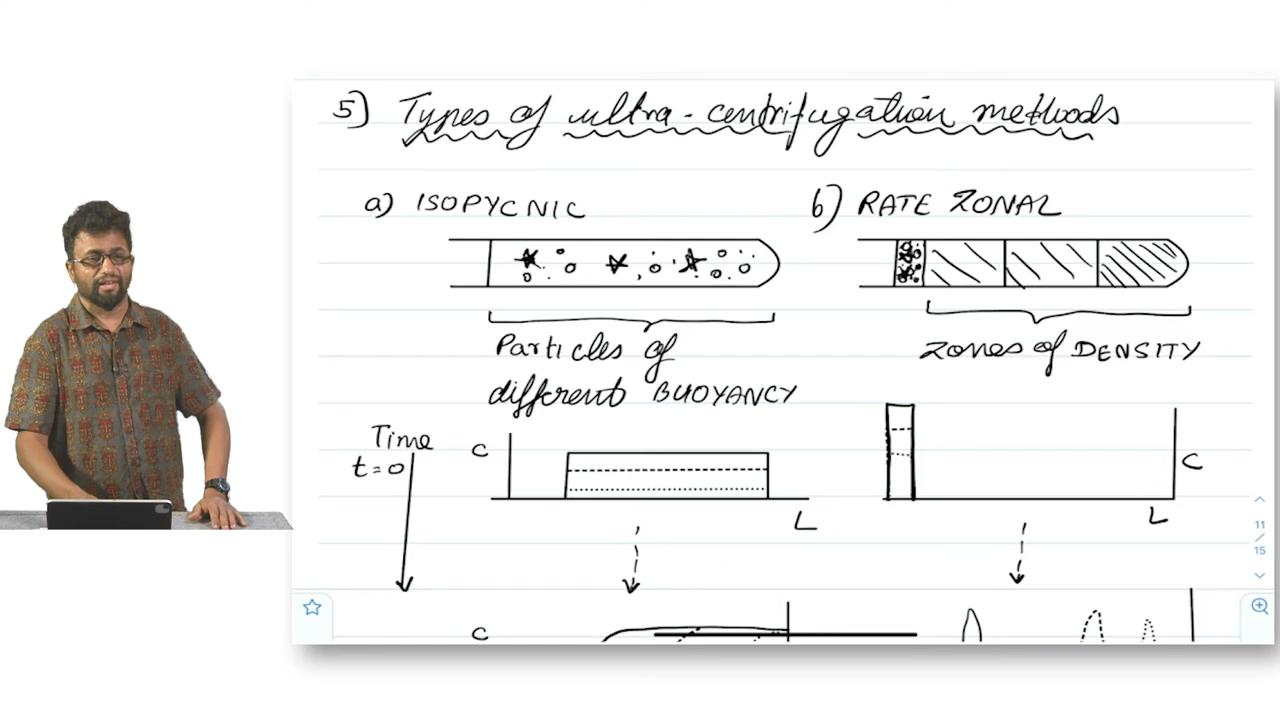 5) Types of ultra-centrifugation methods
a) ISOPYCNIC
b) RATE ZONAL
Particles of
different BUOYANCY
Zones of DENSITY
Time
t=0
C
L
C
L
C
11
/
15